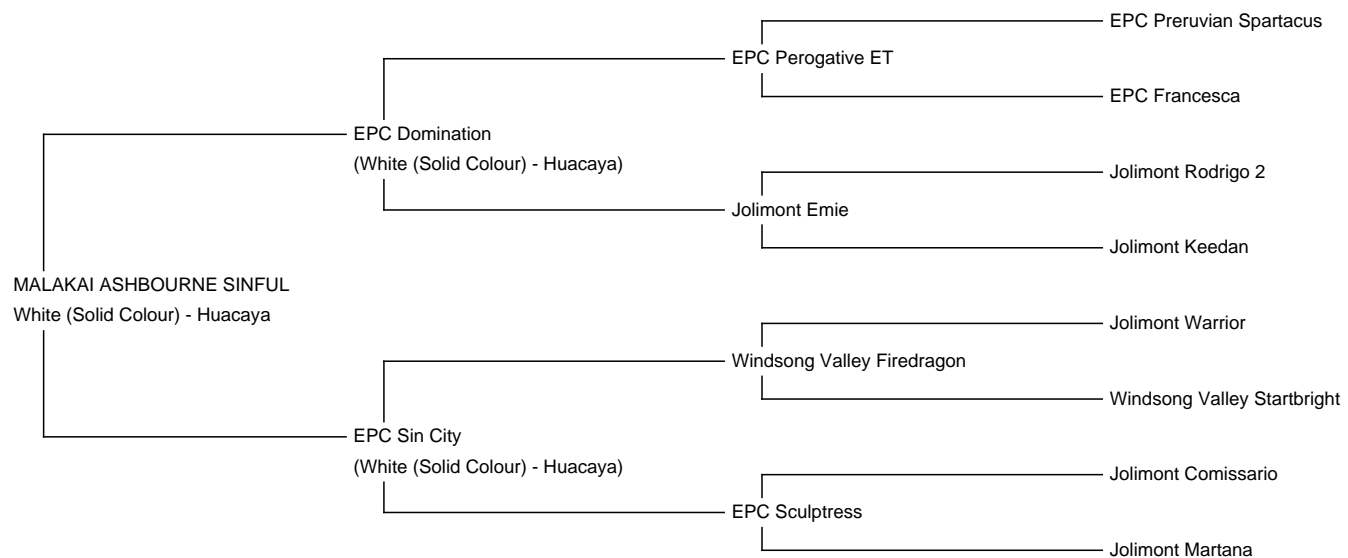 EPC Preruvian Spartacus
EPC Perogative ET
EPC Francesca
EPC Domination
(White (Solid Colour) - Huacaya)
Jolimont Rodrigo 2
Jolimont Emie
Jolimont Keedan
MALAKAI ASHBOURNE SINFUL
White (Solid Colour) - Huacaya
Jolimont Warrior
Windsong Valley Firedragon
Windsong Valley Startbright
EPC Sin City
(White (Solid Colour) - Huacaya)
Jolimont Comissario
EPC Sculptress
Jolimont Martana